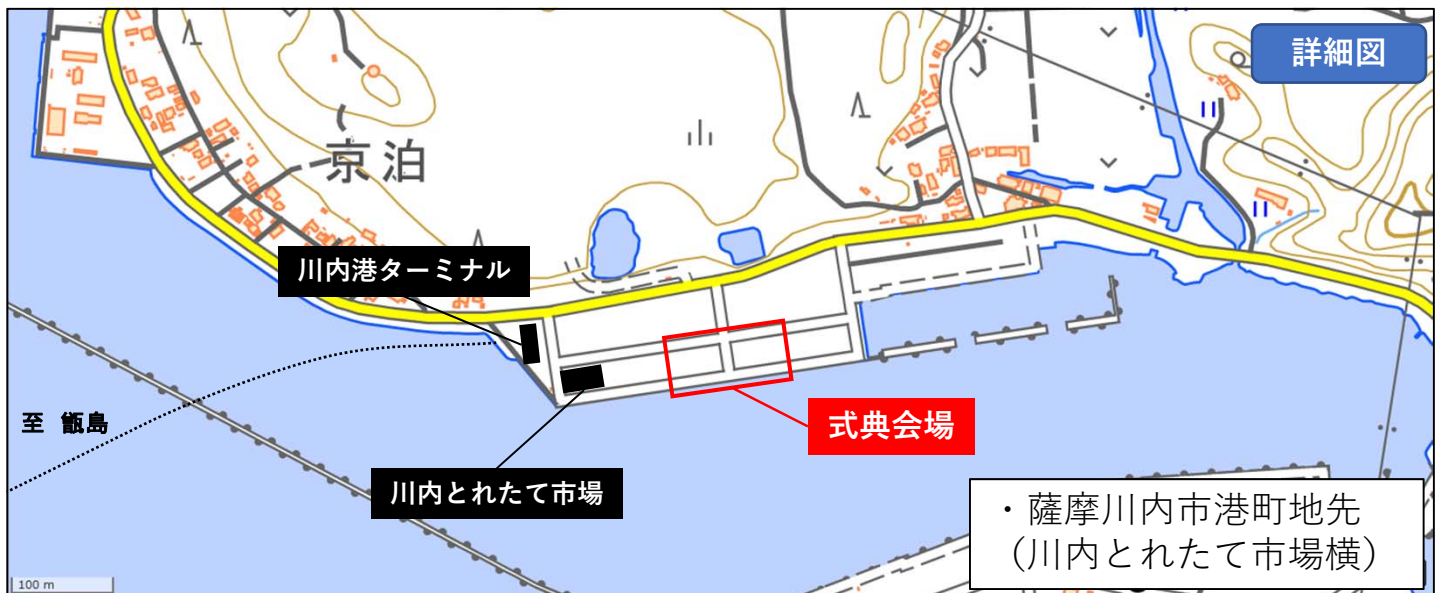 詳細図
京泊
川内港ターミナル
至 甑島
式典会場
川内とれたて市場
・薩摩川内市港町地先
（川内とれたて市場横）
100 m